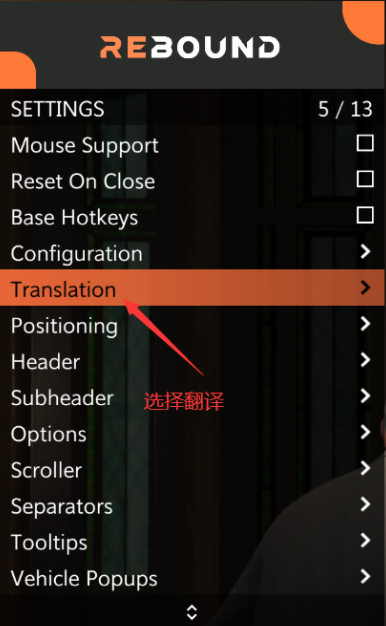 REBOUND
SETTINGS 5 / 13
Mouse Support
Reset On Close
Base Hotkeys
Configuration
Translation
Positioning
Header
Subheader
选择翻译
Options
Scroller
Separators
Tooltips
Vehicle Popups